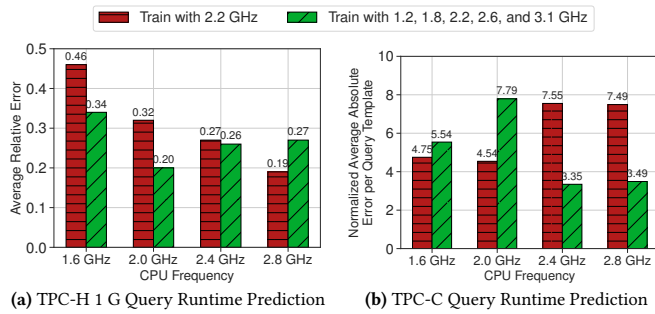 Train with 2.2 GHz
Train with 1.2, 1.8, 2.2, 2.6, and 3.1 GHz
Average Relative Error
0.5
0.4
0.3
0.2
0.1
0.0
0.46
0.34
0.32
0.20
0.27
0.26
0.19
0.27
1.6 GHz
2.0 GHz
2.4 GHz
2.8 GHz
CPU Frequency
(a) TPC-H 1 G Query Runtime Prediction
Normalized Average Absolute
Error per Query Template
10
8
6
4
2
0
4.75
5.54
4.54
7.79
7.55
3.35
7.49
3.49
1.6 GHz
2.0 GHz
2.4 GHz
2.8 GHz
CPU Frequency
(b) TPC-C Query Runtime Prediction